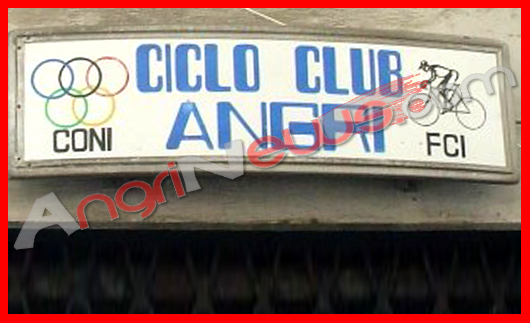 CICLO CLUB
ANGRI
CONI
FCI
AngriNews.com